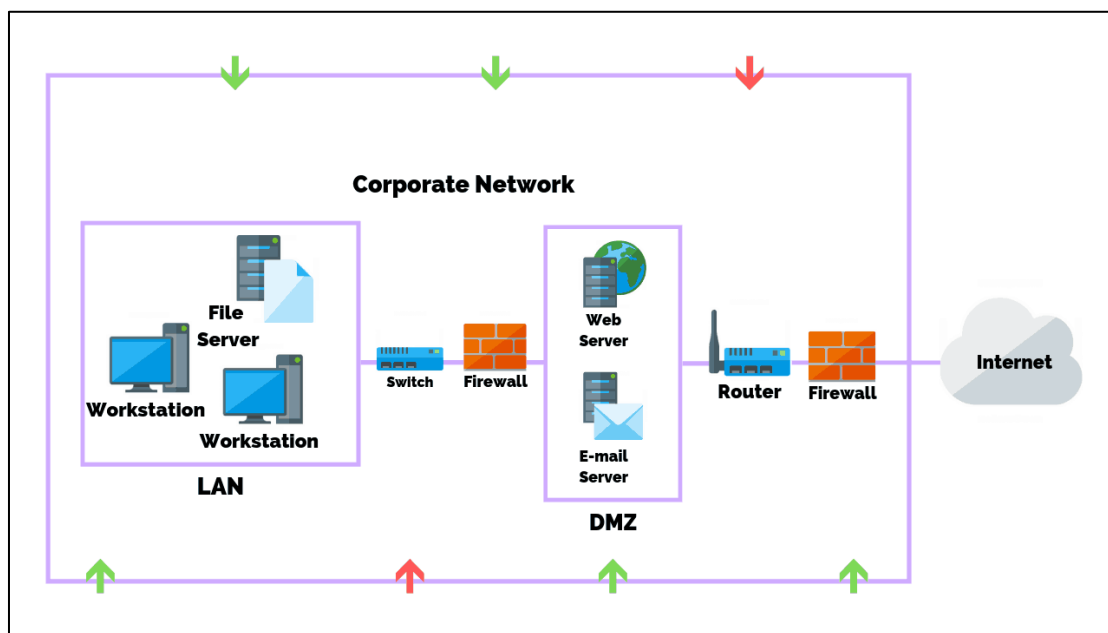 Corporate Network
File
Server
Workstation
Workstation
LAN
Switch
Firewall
Web
Server
E-mail
Server
DMZ
Router
Firewall
Internet